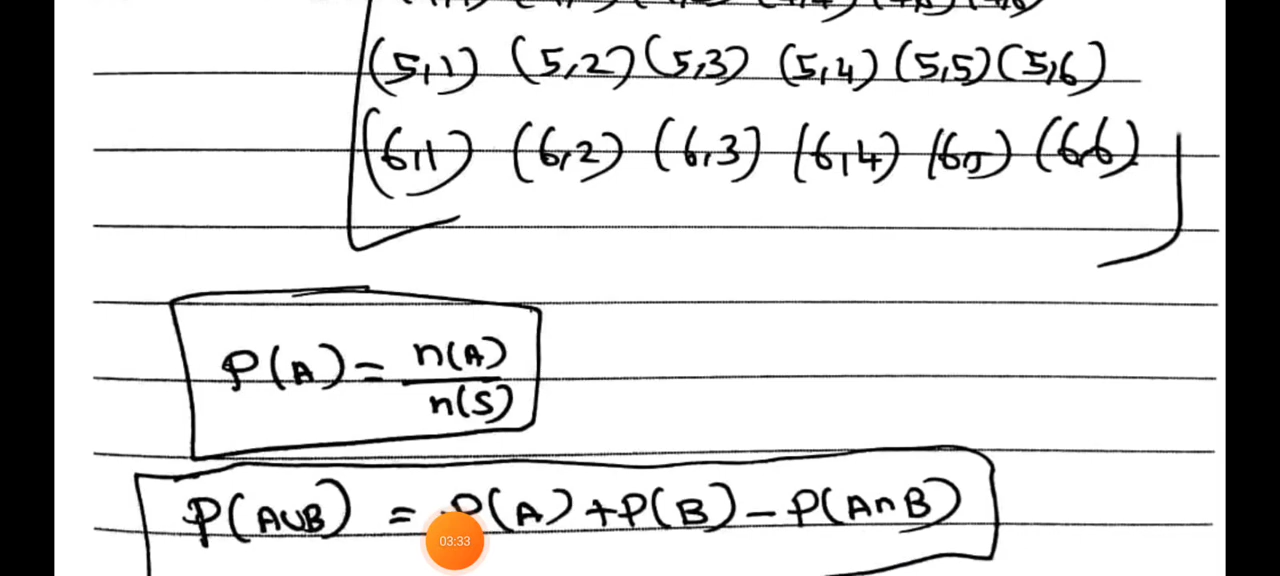 (5,1) (5,2) (5,3) (5,4) (5,5) (5,6)
(6,1) (6,2) (6,3) (6,4) (6,5) (6,6)
P(A) = n(A)/n(S)
P(A∪B) = P(A)+P(B)-P(A∩B)
03:33